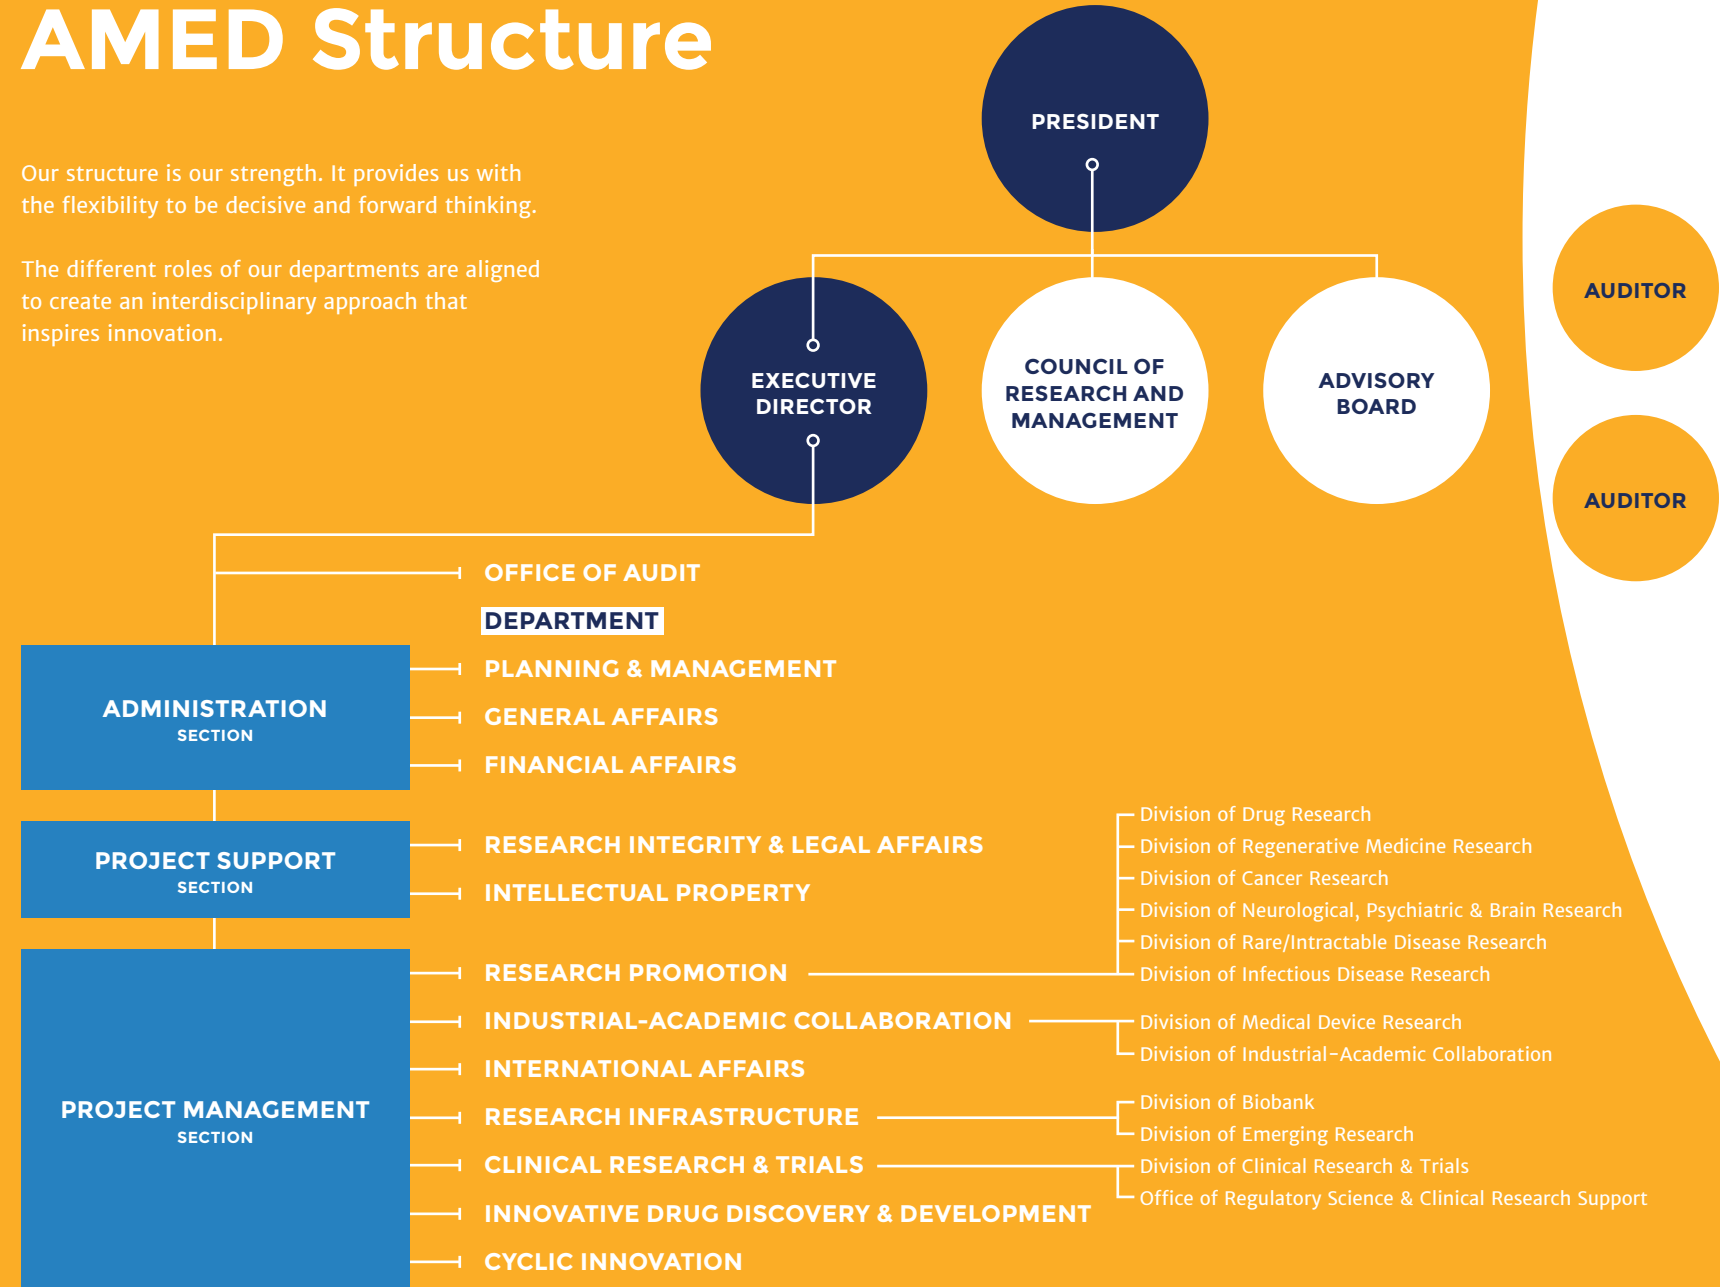 AMED Structure
Our structure is our strength. It provides us with
the flexibility to be decisive and forward thinking.
The different roles of our departments are aligned
to create an interdisciplinary approach that
inspires innovation.
PRESIDENT
EXECUTIVE
DIRECTOR
COUNCIL OF
RESEARCH AND
MANAGEMENT
ADVISORY
BOARD
AUDITOR
AUDITOR
OFFICE OF AUDIT
DEPARTMENT
ADMINISTRATION
SECTION
PLANNING & MANAGEMENT
GENERAL AFFAIRS
FINANCIAL AFFAIRS
PROJECT SUPPORT
SECTION
RESEARCH INTEGRITY & LEGAL AFFAIRS
INTELLECTUAL PROPERTY
PROJECT MANAGEMENT
SECTION
RESEARCH PROMOTION
Division of Drug Research
Division of Regenerative Medicine Research
Division of Cancer Research
Division of Neurological, Psychiatric & Brain Research
Division of Rare/Intractable Disease Research
Division of Infectious Disease Research
INDUSTRIAL-ACADEMIC COLLABORATION
Division of Medical Device Research
Division of Industrial-Academic Collaboration
INTERNATIONAL AFFAIRS
RESEARCH INFRASTRUCTURE
Division of Biobank
Division of Emerging Research
CLINICAL RESEARCH & TRIALS
Division of Clinical Research & Trials
Office of Regulatory Science & Clinical Research Support
INNOVATIVE DRUG DISCOVERY & DEVELOPMENT
CYCLIC INNOVATION